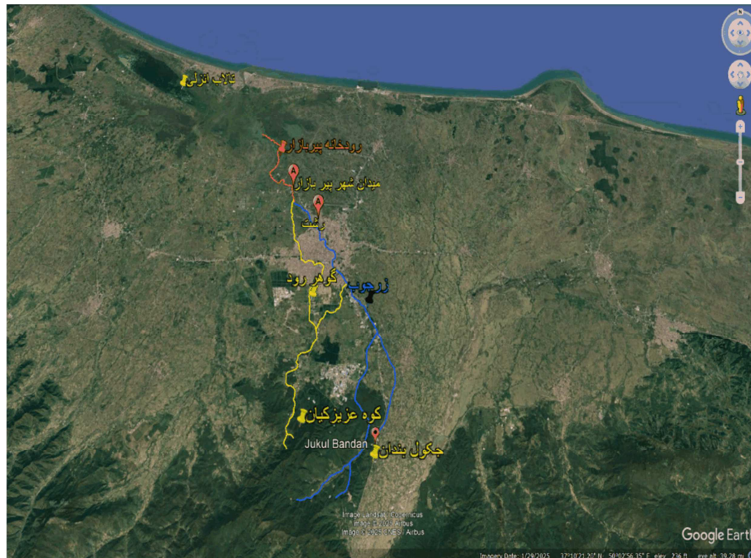 تالاب انزلی
رودخانه پیربازار
میدان شهر پیر بازار
رشت
گوهر رود
زرجوب
کوه عزیزکیان
Jukul Bandan
جکول بندان
Google Earth